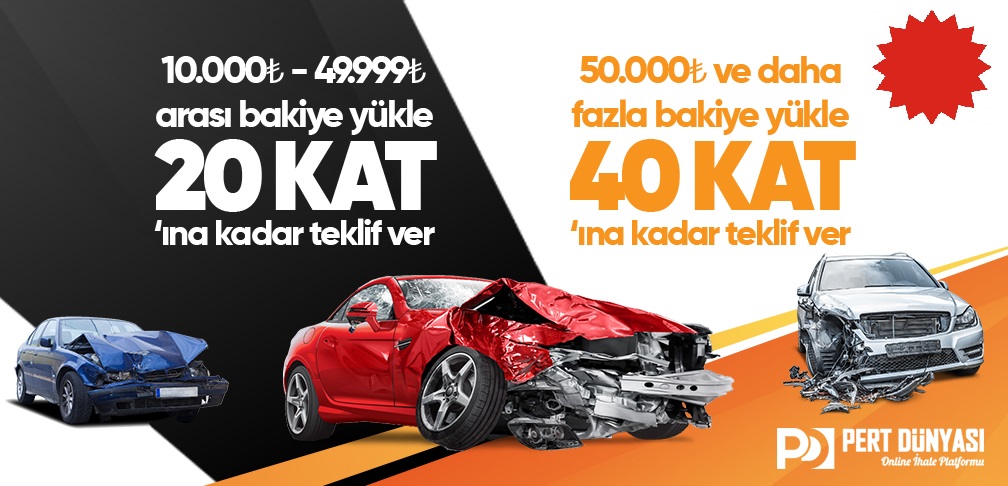 10.000₺ - 49.999₺
arası bakiye yükle
20 KAT
‘ına kadar teklif ver
50.000₺ ve daha
fazla bakiye yükle
40 KAT
‘ına kadar teklif ver
PD PERT DÜNYASI
Online İhale Platformu